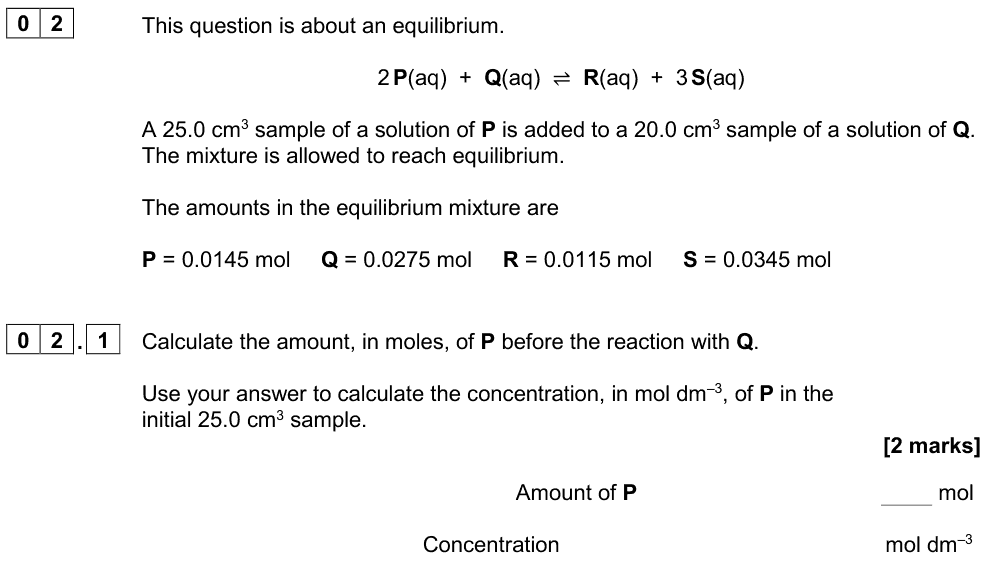 0 2 This question is about an equilibrium.
2P(aq) + Q(aq) ⇌ R(aq) + 3S(aq)
A 25.0 cm³ sample of a solution of P is added to a 20.0 cm³ sample of a solution of Q.
The mixture is allowed to reach equilibrium.
The amounts in the equilibrium mixture are
P = 0.0145 mol Q = 0.0275 mol R = 0.0115 mol S = 0.0345 mol
0 2 . 1 Calculate the amount, in moles, of P before the reaction with Q.
Use your answer to calculate the concentration, in mol dm⁻³, of P in the
initial 25.0 cm³ sample.
[2 marks]
Amount of P ____ mol
Concentration mol dm⁻³